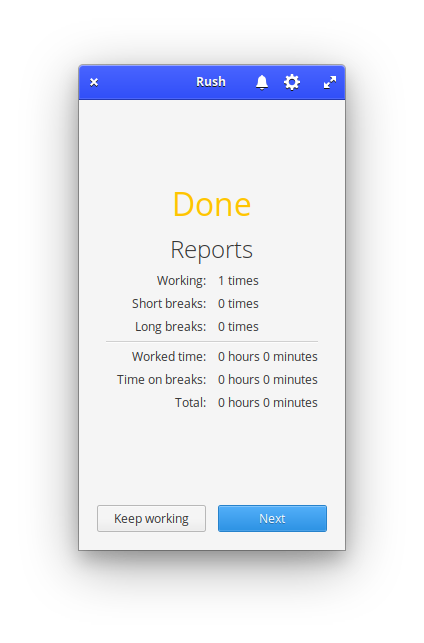 Rush
Done
Reports
Working: 1 times
Short breaks: 0 times
Long breaks: 0 times
Worked time: 0 hours 0 minutes
Time on breaks: 0 hours 0 minutes
Total: 0 hours 0 minutes
Keep working Next